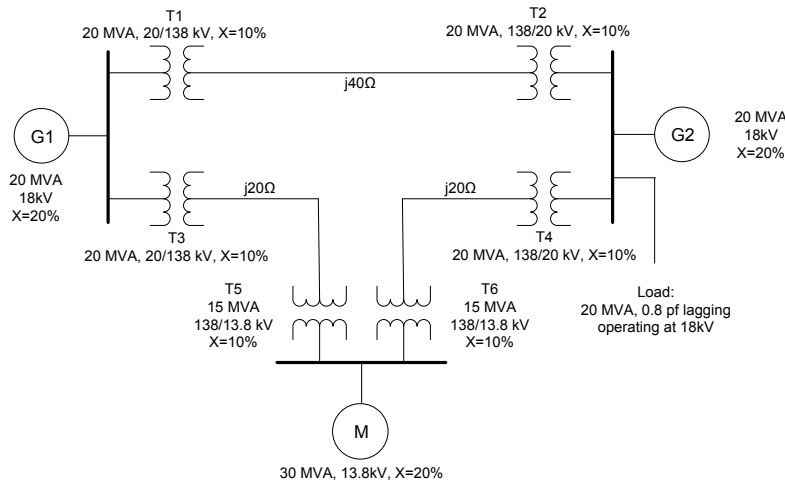 T1
20 MVA, 20/138 kV, X=10%
T2
20 MVA, 138/20 kV, X=10%
j40Ω
G1
G2
20 MVA
18kV
X=20%
20 MVA
18kV
X=20%
j20Ω
j20Ω
T3
20 MVA, 20/138 kV, X=10%
T4
20 MVA, 138/20 kV, X=10%
T5
15 MVA
138/13.8 kV
X=10%
T6
15 MVA
138/13.8 kV
X=10%
Load:
20 MVA, 0.8 pf lagging
operating at 18kV
M
30 MVA, 13.8kV, X=20%